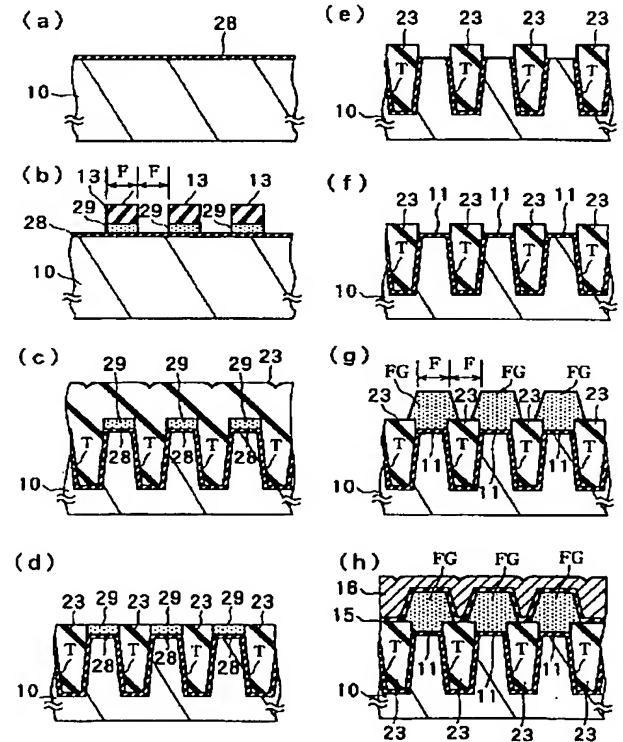 (a)
28
10
(b)
F F
13 13 13
29 29 29
28
10
(c)
29 29 29 23
T T T T
28 28 28
10
(d)
23 29 23 29 23 29 23
T T T T
28 28 28
10
(e)
23 23 23 23
T T T T
10
(f)
23 11 23 11 23 11 23
T T T T
10
(g)
F F
FG FG FG
23 23 23 23
T T T T
11 11 11
10
(h)
FG FG FG
16
15
T T T T
11 11 11
10
23 23 23 23